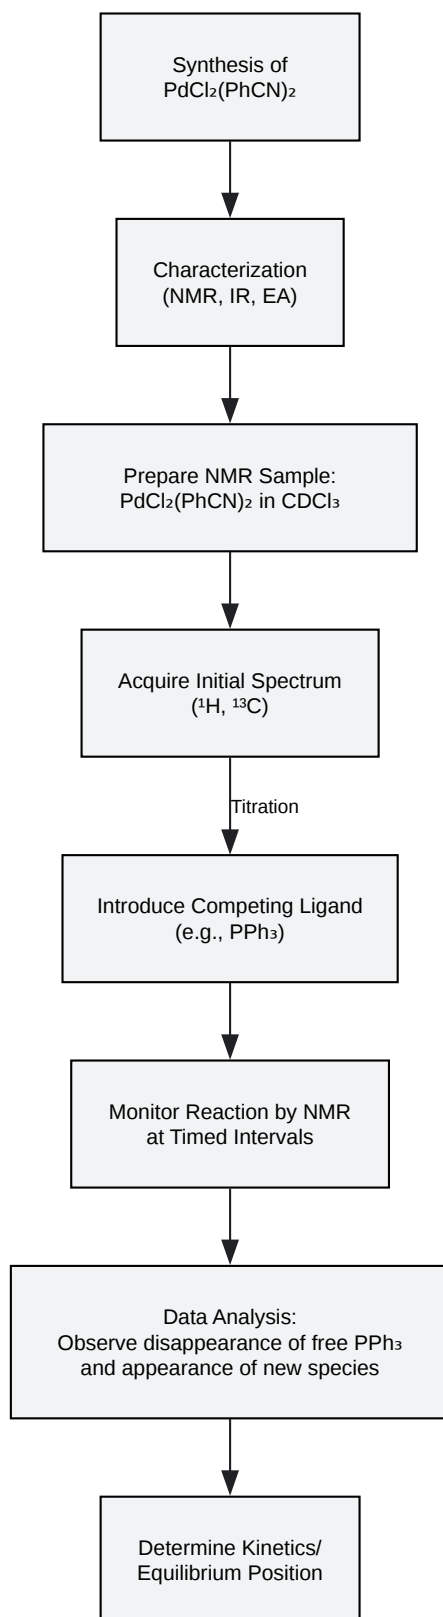 Synthesis of
PdCl₂(PhCN)₂
Characterization
(NMR, IR, EA)
Prepare NMR Sample:
PdCl₂(PhCN)₂ in CDCl₃
Acquire Initial Spectrum
(¹H, ¹³C)
Titration
Introduce Competing Ligand
(e.g., PPh₃)
Monitor Reaction by NMR
at Timed Intervals
Data Analysis:
Observe disappearance of free PPh₃
and appearance of new species
Determine Kinetics/
Equilibrium Position